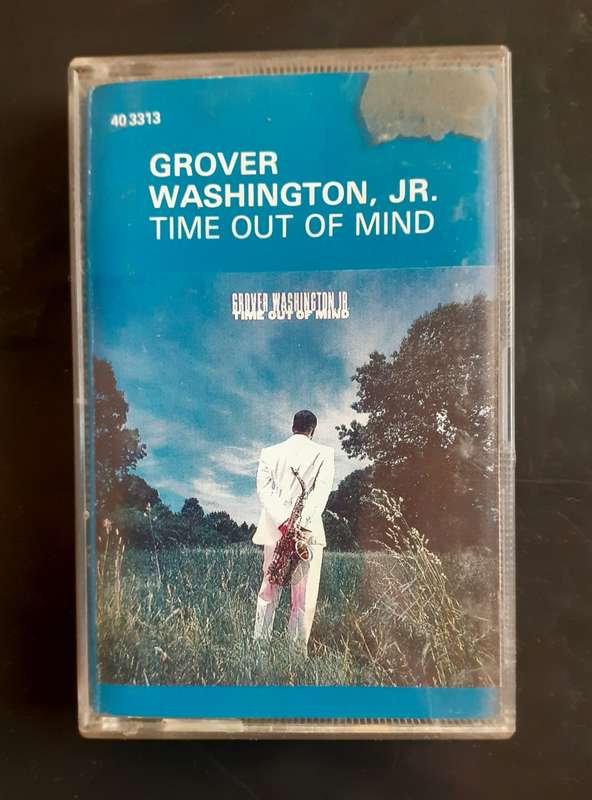 40 3313
GROVER
WASHINGTON, JR.
TIME OUT OF MIND
GROVER WASHINGTON JR
TIME OUT OF MIND